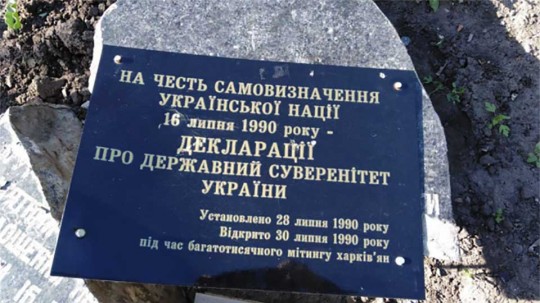 НА ЧЕСТЬ САМОВИЗНАЧЕННЯ
УКРАЇНСЬКОЇ НАЦІЇ
16 липня 1990 року -
ДЕКЛАРАЦІЇ
ПРО ДЕРЖАВНИЙ СУВЕРЕНІТЕТ
УКРАЇНИ
Установлено 28 липня 1990 року
Відкрито 30 липня 1990 року
під час багатотисячного мітингу харків'ян